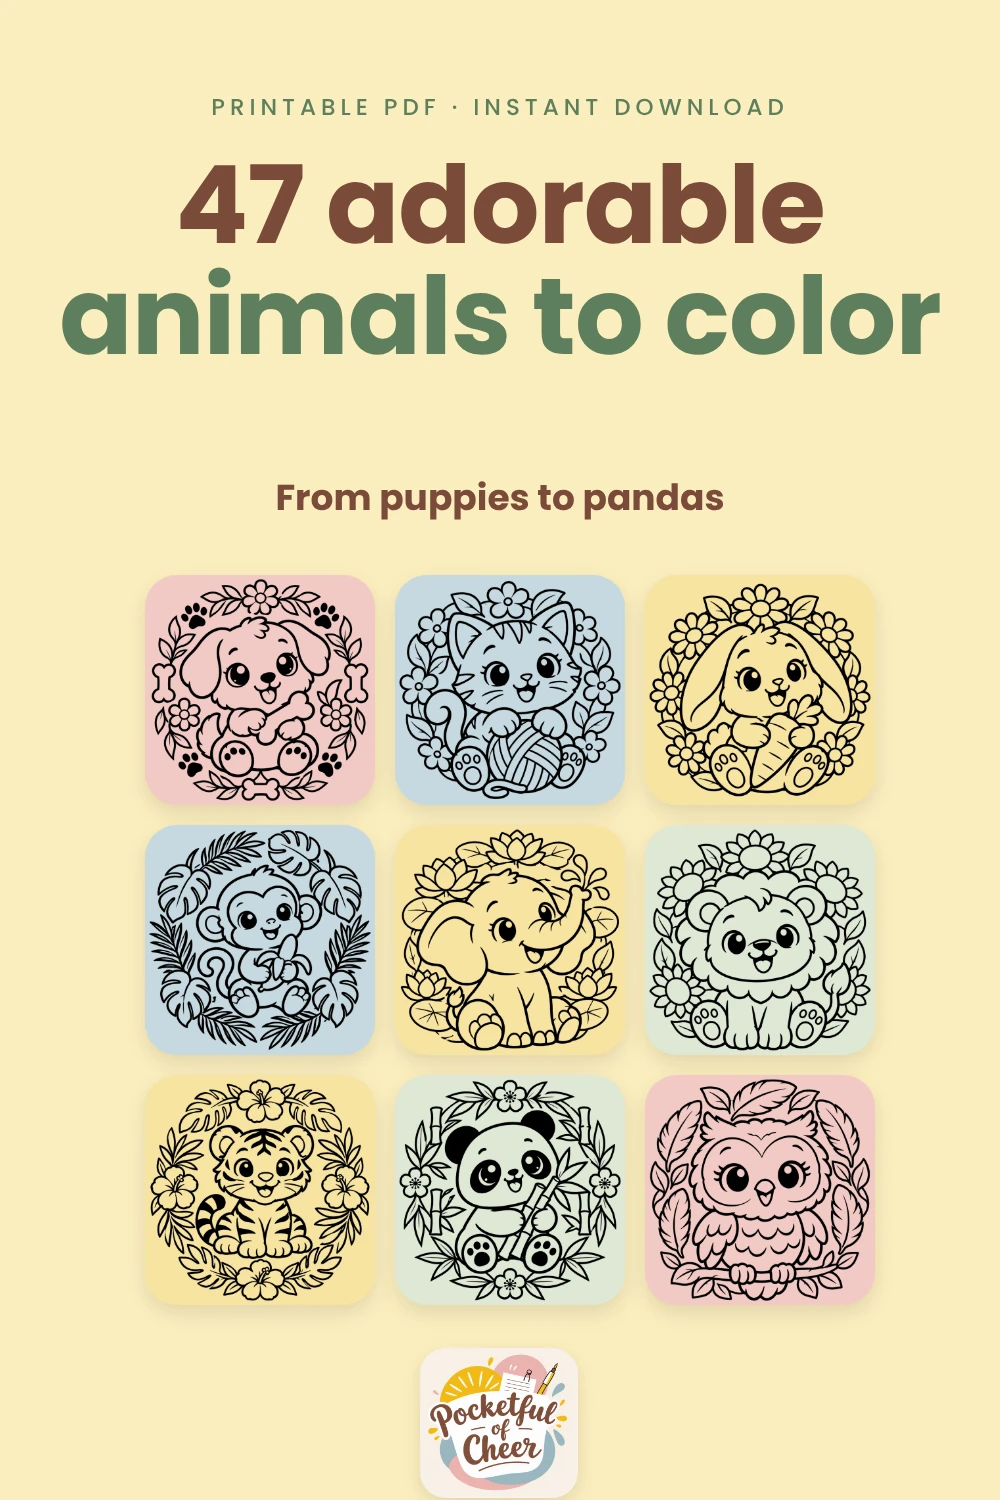 PRINTABLE PDF · INSTANT DOWNLOAD
47 adorable
animals to color
From puppies to pandas
Pocketful
of
Cheer